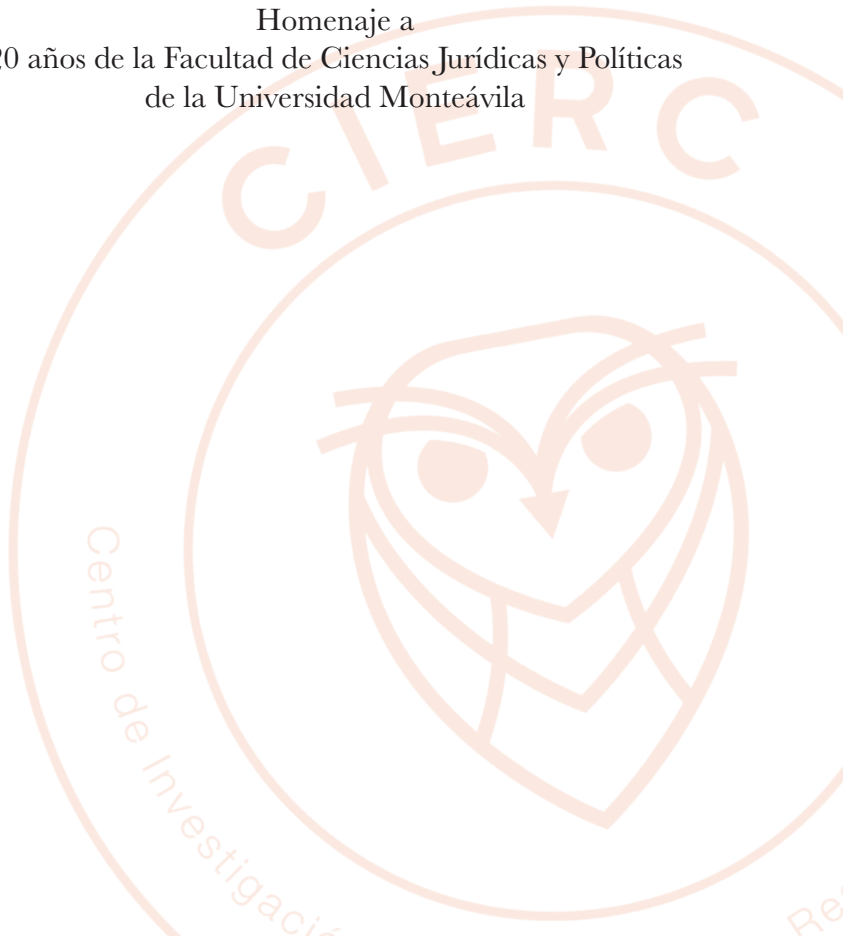 Homenaje a
20 años de la Facultad de Ciencias Jurídicas y Políticas
de la Universidad Monteávila
CIERC
Centro de